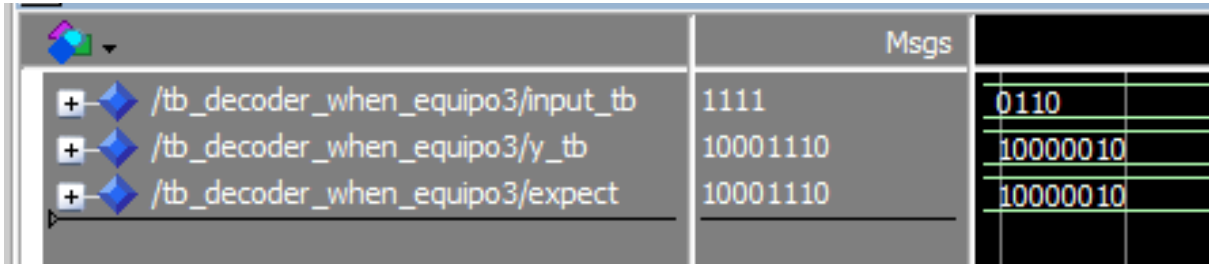 Msgs
/tb_decoder_when_equipo3/input_tb 1111 0110
/tb_decoder_when_equipo3/y_tb 10001110 10000010
/tb_decoder_when_equipo3/expect 10001110 10000010